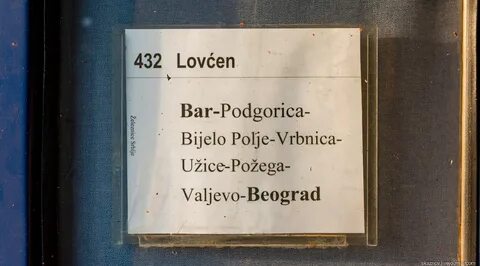 432 Lovćen
Bar-Podgorica-
Bijelo Polje-Vrbnica-
Užice-Požega-
Valjevo-Beograd
Železnice Srbije